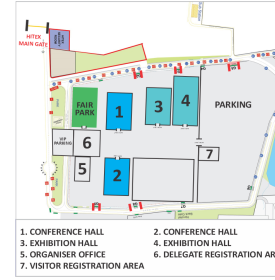 HITEX
MAIN GATE
FAIR
PARK
1
3
4
PARKING
VIP
PARKING
6
5
2
7
1. CONFERENCE HALL
2. CONFERENCE HALL
3. EXHIBITION HALL
4. EXHIBITION HALL
5. ORGANISER OFFICE
6. DELEGATE REGISTRATION AR
7. VISITOR REGISTRATION AREA